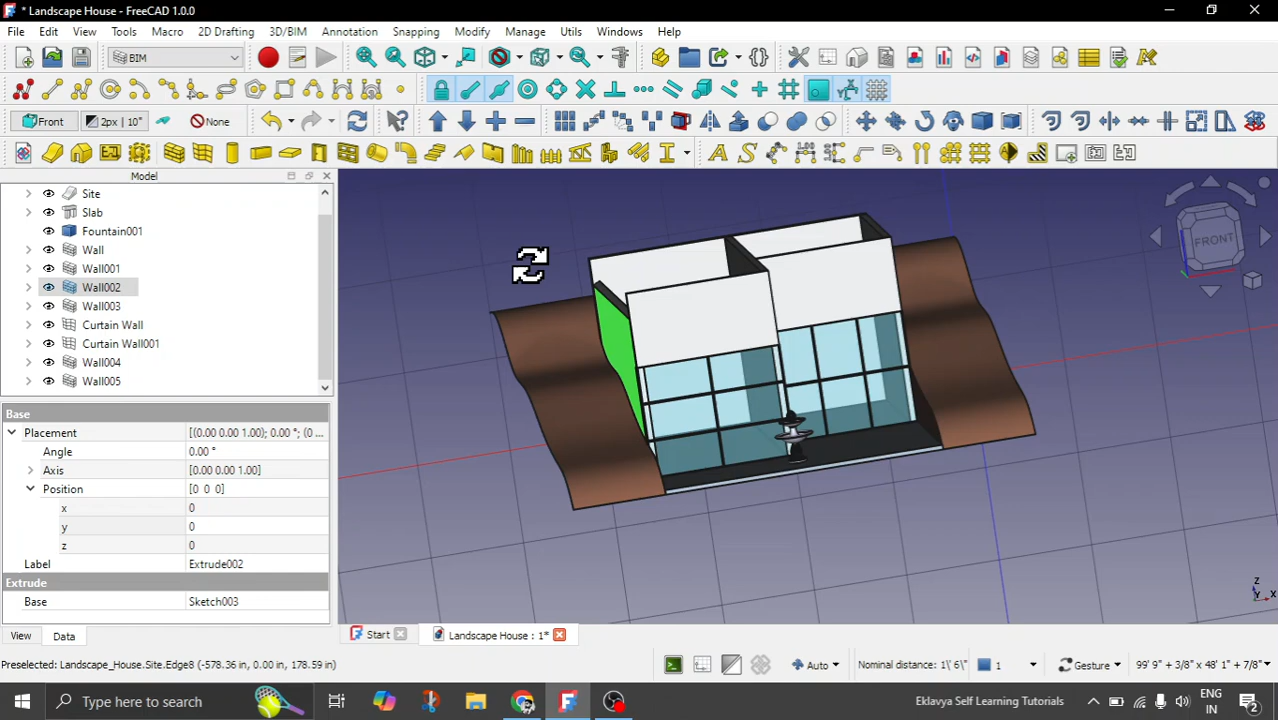 * Landscape House - FreeCAD 1.0.0
File Edit View Tools Macro 2D Drafting 3D/BIM Annotation Snapping Modify Manage Utils Windows Help
BIM
Front 2px | 10" None
Model
Site
Slab
Fountain001
Wall
Wall001
Wall002
Wall003
Curtain Wall
Curtain Wall001
Wall004
Wall005
Base
Placement [(0.00 0.00 1.00); 0.00 °; (0 ...
Angle 0.00 °
Axis [0.00 0.00 1.00]
Position [0 0 0]
x 0
y 0
z 0
Label Extrude002
Extrude
Base Sketch003
View Data
FRONT
Z
Y
X
Start Landscape House : 1*
Preselected: Landscape_House.Site.Edge8 (-578.36 in, 0.00 in, 178.59 in)
Auto Nominal distance: 1\' 6\" 1 Gesture 99' 9" + 3/8" x 48' 1" + 7/8"
Type here to search
Eklavya Self Learning Tutorials
ENG
IN
2